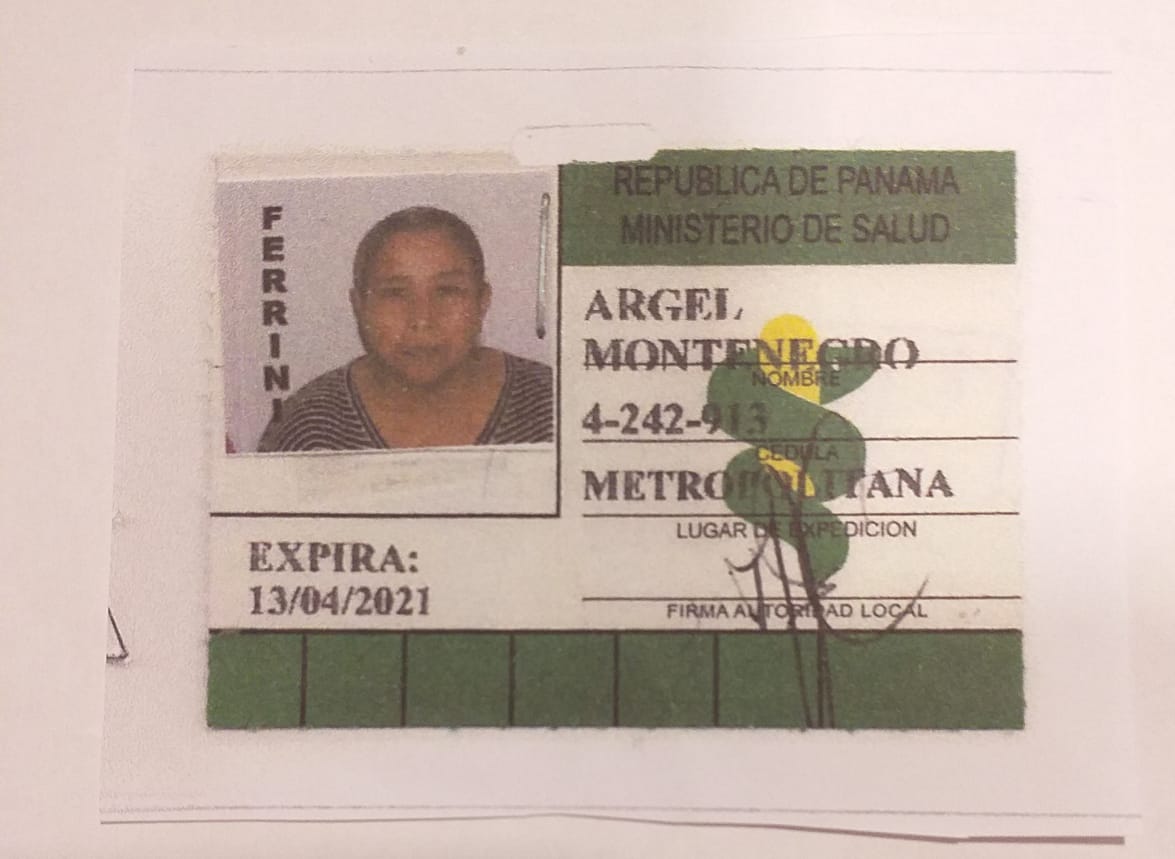 FERRINI
REPUBLICA DE PANAMA
MINISTERIO DE SALUD
ARGEL
MONTENEGRO
NOMBRE
4-242-913
CEDULA
METROPOLITANA
LUGAR DE EXPEDICION
FIRMA AUTORIDAD LOCAL
EXPIRA:
13/04/2021